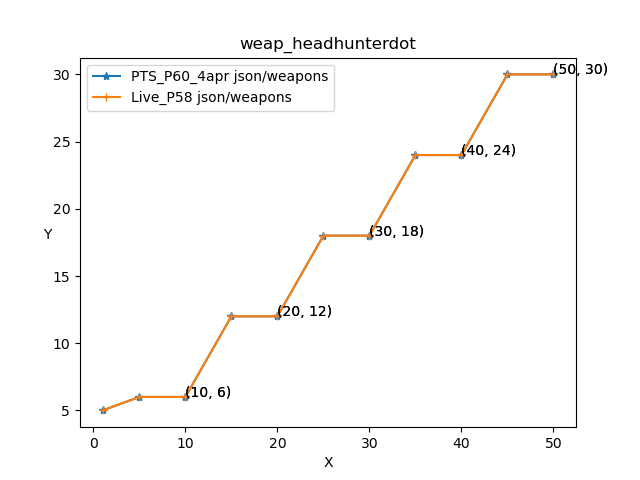 weap_headhunterdot
PTS_P60_4apr json/weapons
Live_P58 json/weapons
(50, 30)
(40, 24)
(30, 18)
(20, 12)
(10, 6)
30
25
20
15
10
5
Y
0 10 20 30 40 50
X